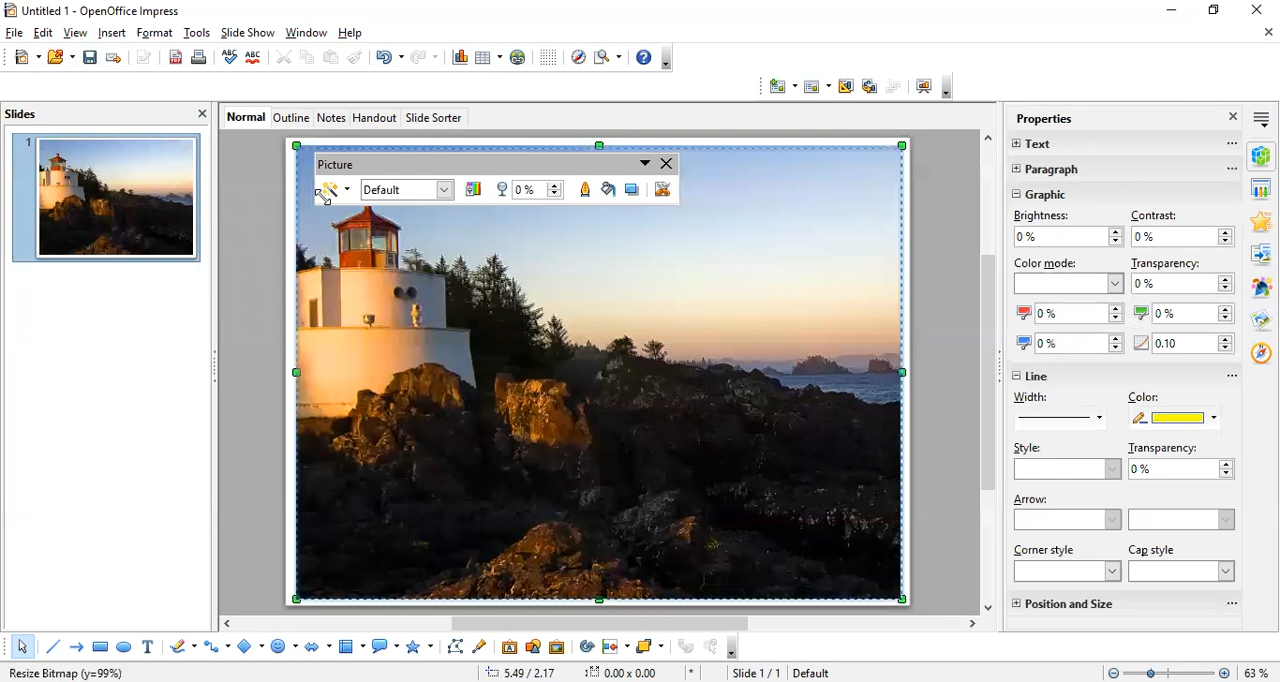 Untitled 1 - OpenOffice Impress
File Edit View Insert Format Tools Slide Show Window Help
Slides
Normal Outline Notes Handout Slide Sorter
Properties
1
Picture
Default 0 %
Text
Paragraph
Graphic
Brightness: Contrast:
0 % 0 %
Color mode: Transparency:
0 %
0 % 0 %
0 % 0.10
Line
Width: Color:
Style: Transparency:
0 %
Arrow:
Corner style Cap style
Position and Size
Resize Bitmap (y=99%) 5.49 / 2.17 0.00 x 0.00 * Slide 1 / 1 Default 63 %